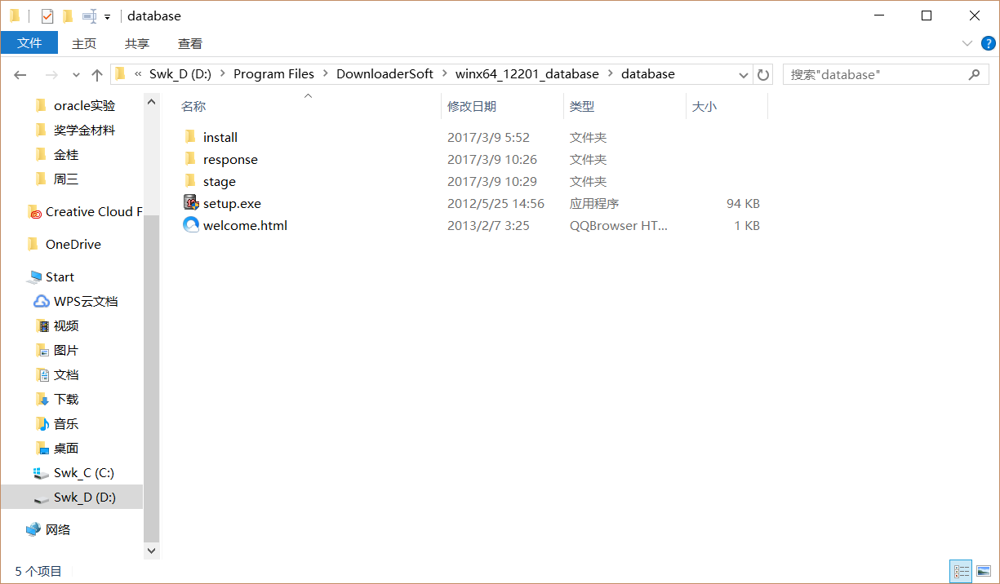 database
文件 主页 共享 查看
« Swk_D (D:) Program Files DownloaderSoft winx64_12201_database database 搜索"database"
名称 修改日期 类型 大小
oracle实验
奖学金材料
金桂
周三
Creative Cloud F
OneDrive
Start
WPS云文档
视频
图片
文档
下载
音乐
桌面
Swk_C (C:)
Swk_D (D:)
网络
install 2017/3/9 5:52 文件夹
response 2017/3/9 10:26 文件夹
stage 2017/3/9 10:29 文件夹
setup.exe 2012/5/25 14:56 应用程序 94 KB
welcome.html 2013/2/7 3:25 QQBrowser HT... 1 KB
5 个项目